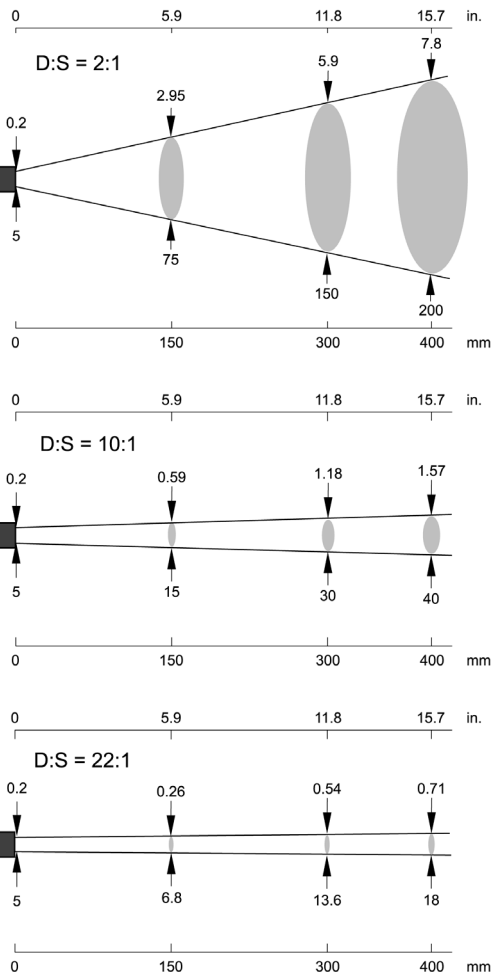 0 5.9 11.8 15.7 in.
D:S = 2:1
7.8
5.9
2.95
0.2
5
75
150
200
0 150 300 400 mm
0 5.9 11.8 15.7 in.
D:S = 10:1
0.2 0.59 1.18 1.57
5 15 30 40
0 150 300 400 mm
0 5.9 11.8 15.7 in.
D:S = 22:1
0.2 0.26 0.54 0.71
5 6.8 13.6 18
0 150 300 400 mm